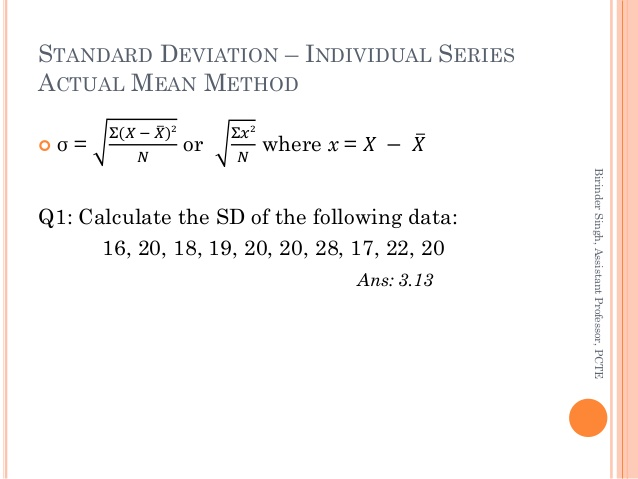 STANDARD DEVIATION – INDIVIDUAL SERIES
ACTUAL MEAN METHOD
σ = √(Σ(X − X̄)²/N) or √(Σx²/N) where x = X − X̄
Q1: Calculate the SD of the following data:
16, 20, 18, 19, 20, 20, 28, 17, 22, 20
Ans: 3.13
Birinder Singh, Assistant Professor, PCTE